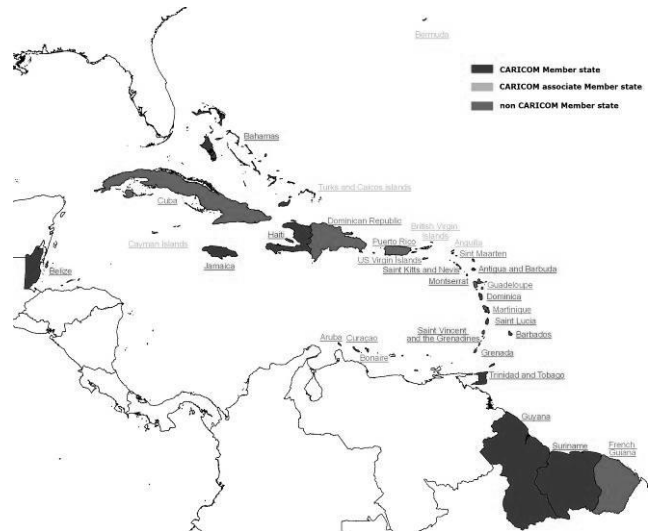 Bermuda
CARICOM Member state
CARICOM associate Member state
non CARICOM Member state
Bahamas
Turks and Caicos Islands
Cuba
Dominican Republic
Haiti
Cayman Islands
Jamaica
Puerto Rico
British Virgin
Islands
Anguilla
Sint Maarten
US Virgin Islands
Saint Kitts and Nevis
Antigua and Barbuda
Belize
Montserrat
Guadeloupe
Dominica
Martinique
Saint Lucia
Saint Vincent
and the Grenadines
Barbados
Aruba
Curaçao
Bonaire
Grenada
Trinidad and Tobago
Guyana
Suriname
French
Guiana